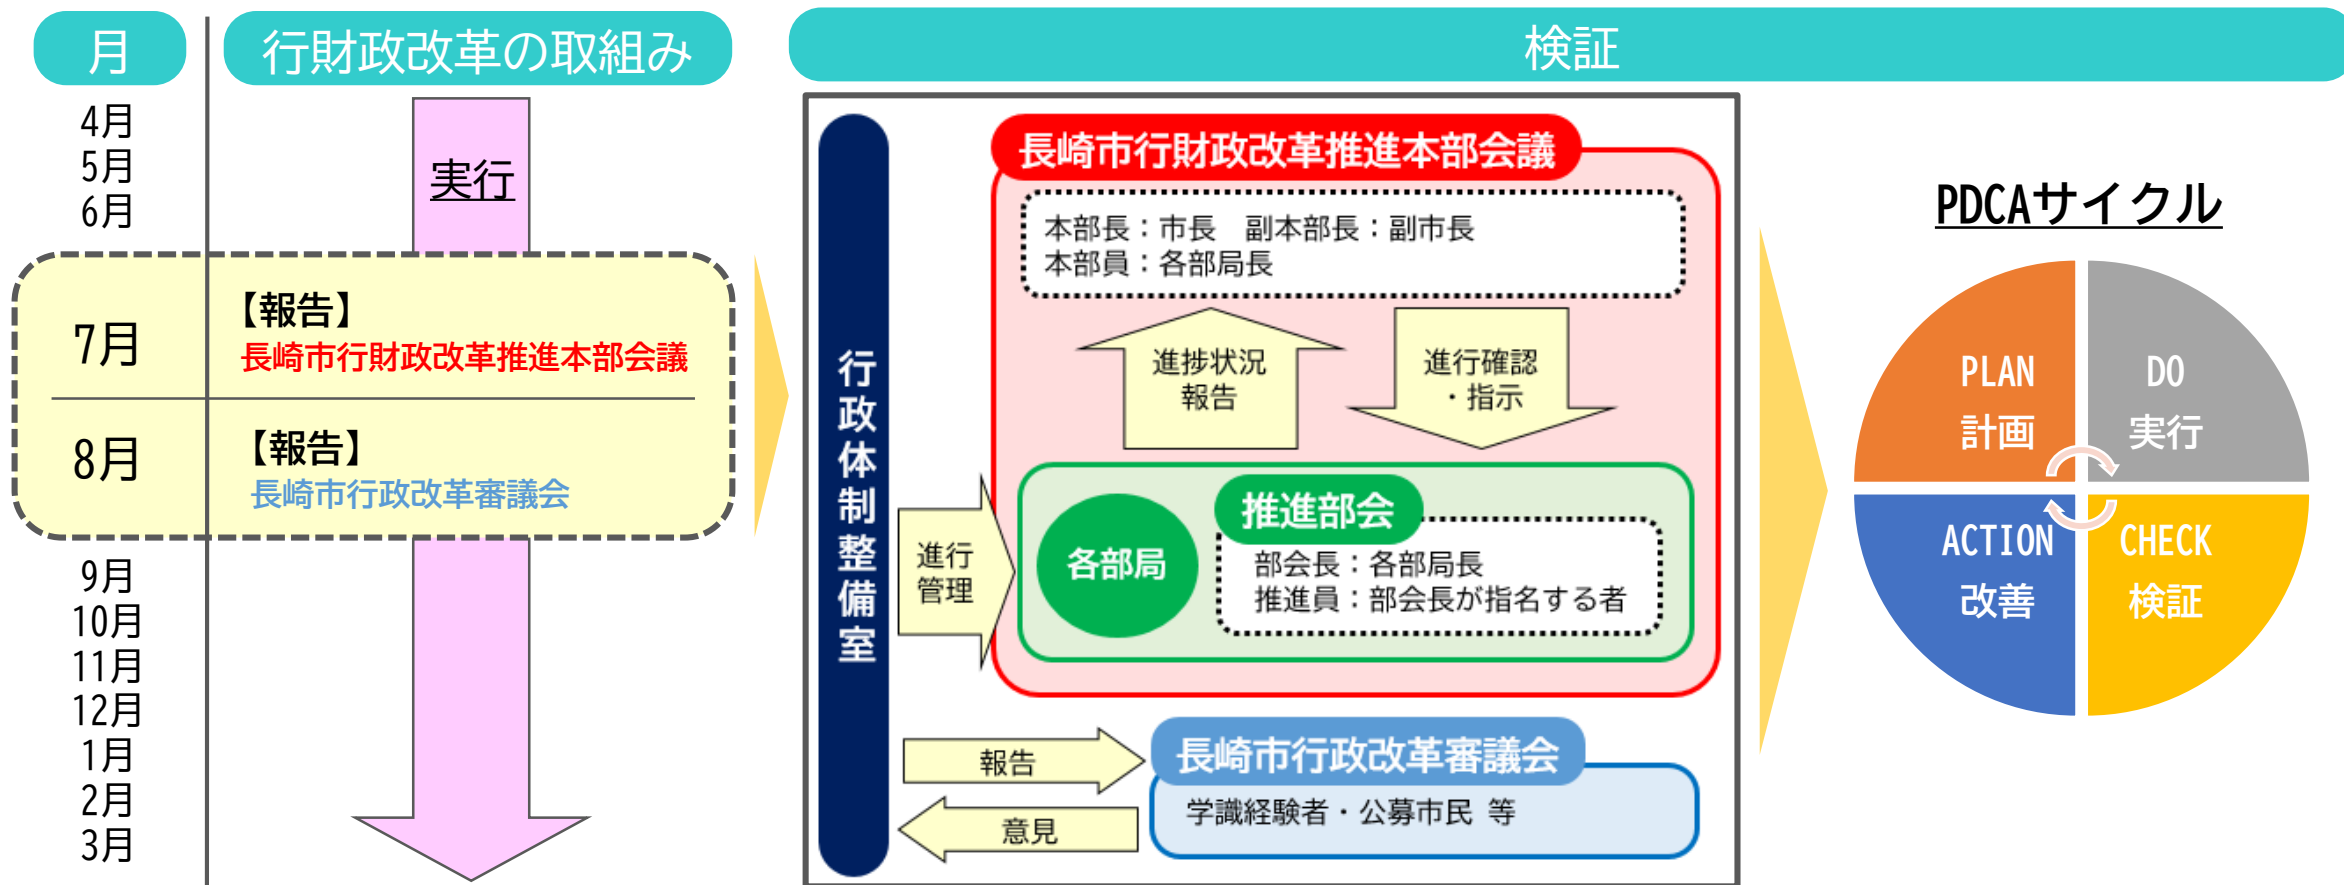 月
行財政改革の取組み
検証
4月
5月
6月
実行
7月
【報告】
長崎市行財政改革推進本部会議
8月
【報告】
長崎市行政改革審議会
9月
10月
11月
12月
1月
2月
3月
行政体制整備室
長崎市行財政改革推進本部会議
本部長：市長　副本部長：副市長
本部員：各部局長
進捗状況
報告
進行確認
・指示
進行
管理
各部局
推進部会
部会長：各部局長
推進員：部会長が指名する者
報告
意見
長崎市行政改革審議会
学識経験者・公募市民 等
PDCAサイクル
PLAN
計画
DO
実行
ACTION
改善
CHECK
検証